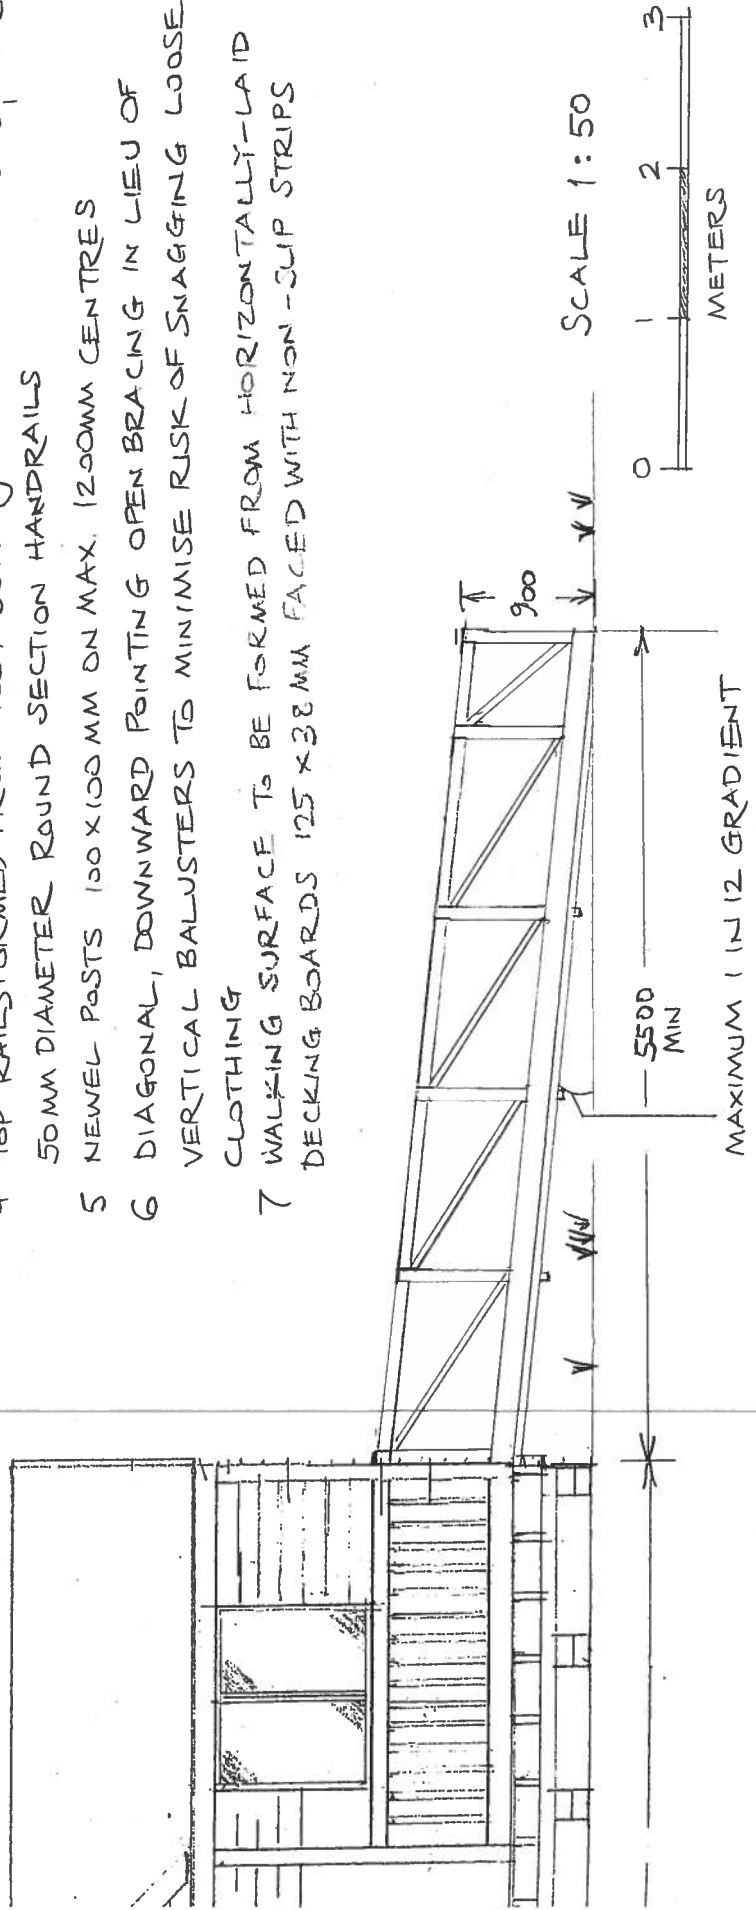 50MM DIAMETER ROUND SECTION HANDRAILS
5 NEWEL POSTS 100X100 MM ON MAX. 1200MM CENTRES
6 DIAGONAL, DOWNWARD POINTING OPEN BRACING IN LIEU OF
VERTICAL BALUSTERS TO MINIMISE RISK OF SNAGGING LOOSE
CLOTHING
7 WALKING SURFACE TO BE FORMED FROM HORIZONTALLY-LAID
DECKING BOARDS 125 X 38 MM FACED WITH NON-SLIP STRIPS
900
SCALE 1:50
0 1 2 3
METERS
5500
MIN
MAXIMUM 1 IN 12 GRADIENT